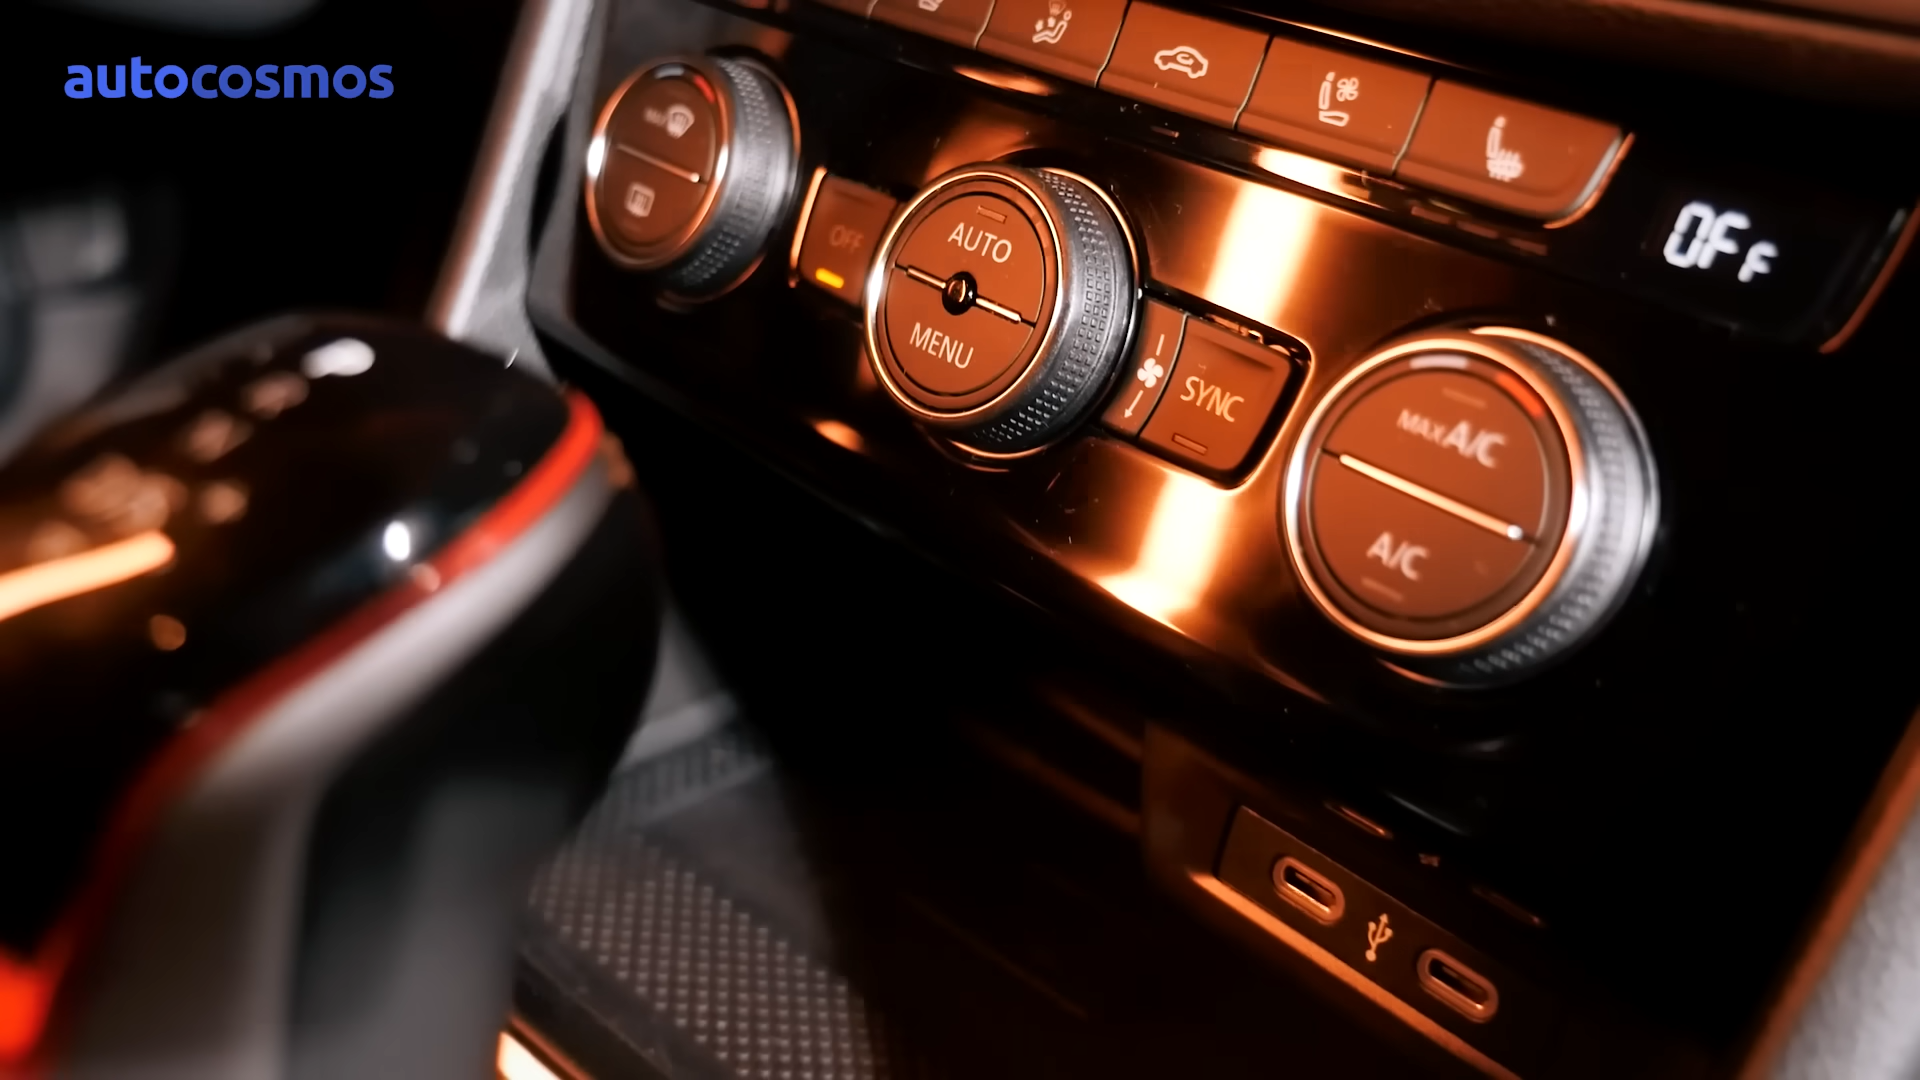 autocosmos
OFF
AUTO
MENU
OFF
SYNC
MAX A/C
A/C